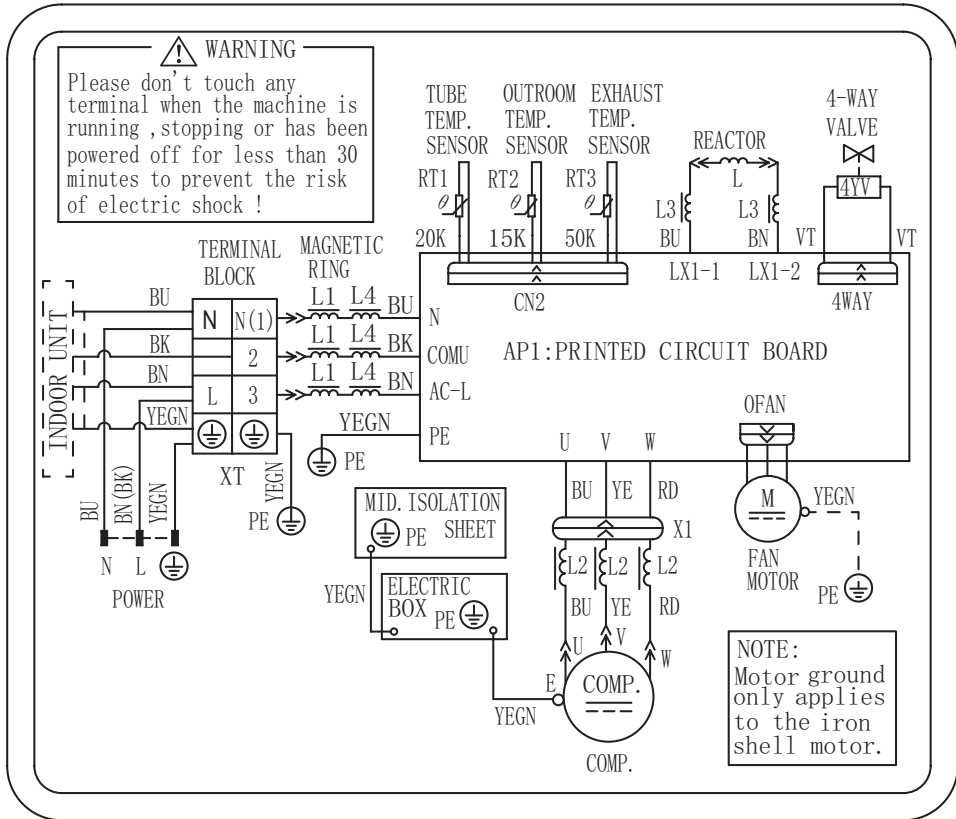 WARNING
Please don't touch any
terminal when the machine is
running ,stopping or has been
powered off for less than 30
minutes to prevent the risk
of electric shock !
TUBE
TEMP.
SENSOR
OUTROOM
TEMP.
SENSOR
EXHAUST
TEMP.
SENSOR
4-WAY
VALVE
REACTOR
L
4YV
RT1
RT2
RT3
θ
θ
θ
20K
15K
50K
L3
L3
BU
BN
VT
VT
LX1-1
LX1-2
4WAY
CN2
TERMINAL
BLOCK
MAGNETIC
RING
INDOOR UNIT
BU
BK
BN
YEGN
N
N(1)
2
L
3
XT
L1
L4
BU
L1
L4
BK
L1
L4
BN
N
COMU
AC-L
PE
AP1:PRINTED CIRCUIT BOARD
YEGN
PE
YEGN
PE
BU
BN(BK)
YEGN
N
L
POWER
U
V
W
BU
YE
RD
X1
L2
L2
L2
BU
YE
RD
U
V
W
OFAN
M
YEGN
FAN
MOTOR
PE
MID. ISOLATION
SHEET
PE
YEGN
ELECTRIC
BOX
PE
YEGN
E
COMP.
COMP.
NOTE:
Motor ground
only applies
to the iron
shell motor.